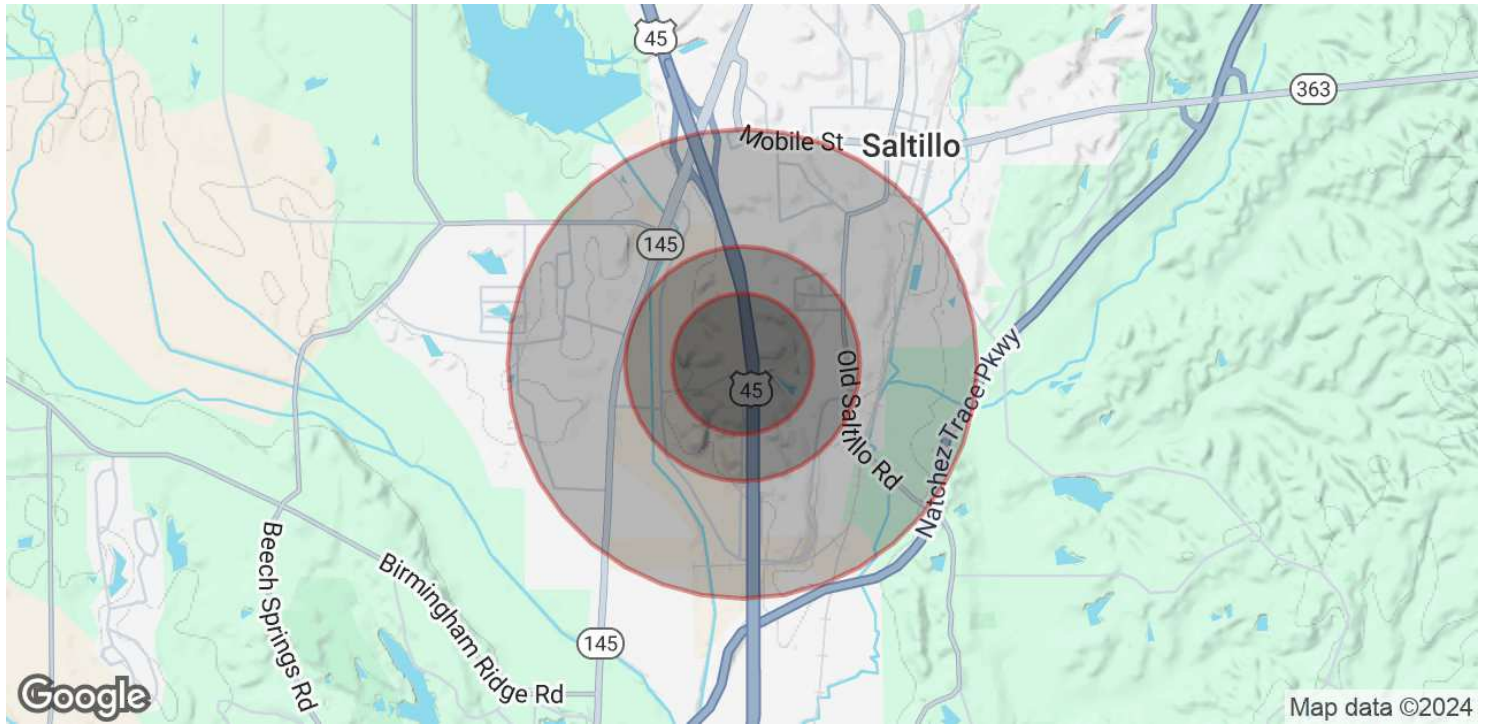 45
363
Mobile St
Saltillo
145
45
Old Saltillo Rd
Natchez Trace Pkwy
Beech Springs Rd
Birmingham Ridge Rd
145
Google
Map data ©2024